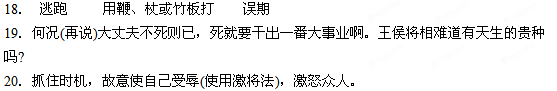 18. 逃跑 用鞭、杖或竹板打 误期
19. 何况(再说)大丈夫不死则已，死就要干出一番大事业啊。王侯将相难道有天生的贵种
吗?
20. 抓住时机，故意使自己受辱(使用激将法)，激怒众人。